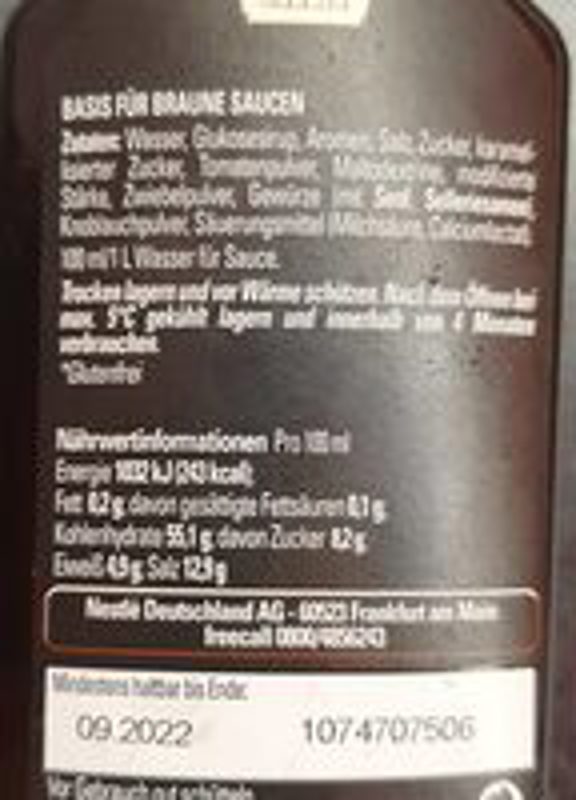 BASIS FÜR BRAUNE SAUCEN
Zutaten: Wasser, Glukosesirup, Aromen, Salz, Zucker, karamel-
lisierter Zucker, Tomatenpulver, Maltodextrine, modifizierte
Stärke, Zwiebelpulver, Gewürze (mit Senf, Selleriesamen),
Knoblauchpulver, Säuerungsmittel (Milchsäure, Calciumlactat).
100 ml/1 L Wasser für Sauce.
Trocken lagern und vor Wärme schützen. Nach dem Öffnen bei
max. 5°C gekühlt lagern und innerhalb von 4 Monaten
verbrauchen.
*Glutenfrei
Nährwertinformationen Pro 100 ml
Energie 1032 kJ (243 kcal);
Fett 0,2 g, davon gesättigte Fettsäuren 0,1 g;
Kohlenhydrate 55,1 g, davon Zucker 8,2 g;
Eiweiß 4,9 g; Salz 12,9 g
Nestlé Deutschland AG - 60523 Frankfurt am Main
freecall 0800/4856243
Mindestens haltbar bis Ende:
09.2022 1074707506
Vor Gebrauch gut schütteln